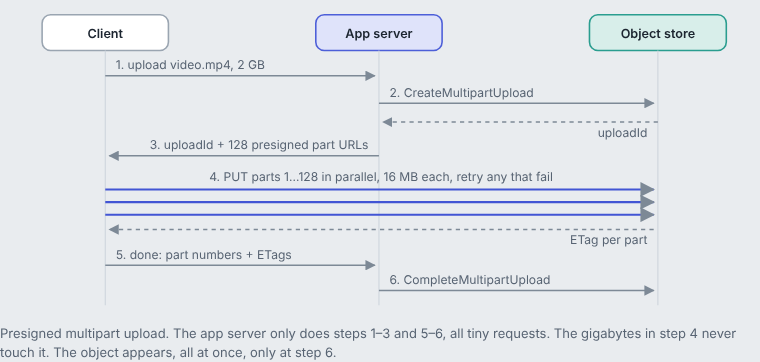 Client
App server
Object store
1. upload video.mp4, 2 GB
2. CreateMultipartUpload
uploadId
3. uploadId + 128 presigned part URLs
4. PUT parts 1…128 in parallel, 16 MB each, retry any that fail
ETag per part
5. done: part numbers + ETags
6. CompleteMultipartUpload
Presigned multipart upload. The app server only does steps 1–3 and 5–6, all tiny requests. The gigabytes in step 4 never
touch it. The object appears, all at once, only at step 6.